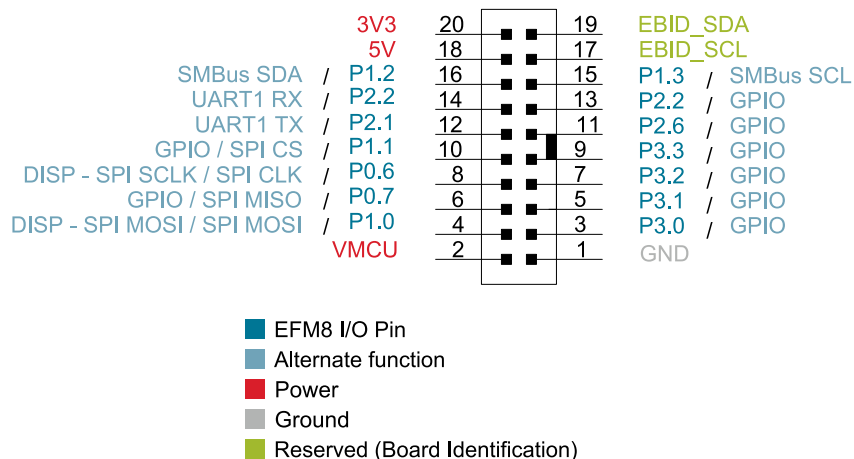 3V3 20 19 EBID_SDA
5V 18 17 EBID_SCL
SMBus SDA / P1.2 16 15 P1.3 / SMBus SCL
UART1 RX / P2.2 14 13 P2.2 / GPIO
UART1 TX / P2.1 12 11 P2.6 / GPIO
GPIO / SPI CS / P1.1 10 9 P3.3 / GPIO
DISP - SPI SCLK / SPI CLK / P0.6 8 7 P3.2 / GPIO
GPIO / SPI MISO / P0.7 6 5 P3.1 / GPIO
DISP - SPI MOSI / SPI MOSI / P1.0 4 3 P3.0 / GPIO
VMCU 2 1 GND
EFM8 I/O Pin
Alternate function
Power
Ground
Reserved (Board Identification)